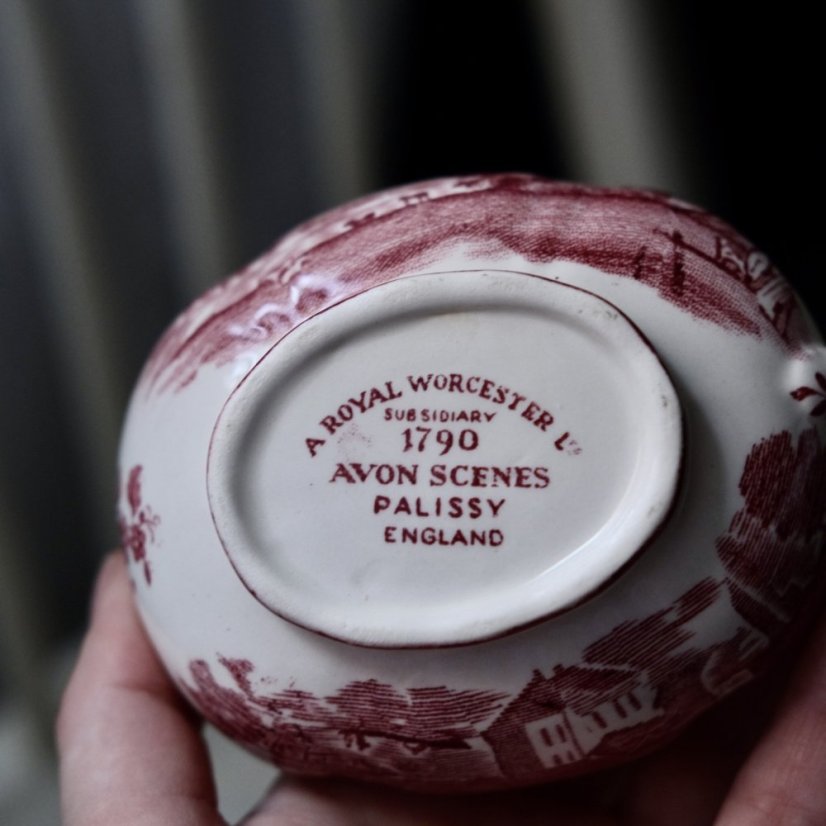 A ROYAL WORCESTER Ltd
SUBSIDIARY
1790
AVON SCENES
PALISSY
ENGLAND